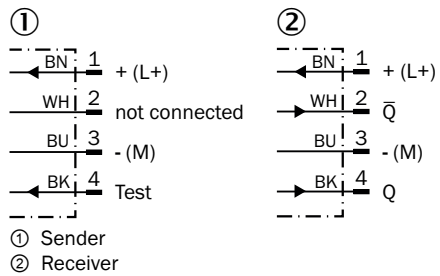 ① ②
BN 1 + (L+) BN 1 + (L+)
WH 2 not connected WH 2 Q̅
BU 3 - (M) BU 3 - (M)
BK 4 Test BK 4 Q
① Sender
② Receiver